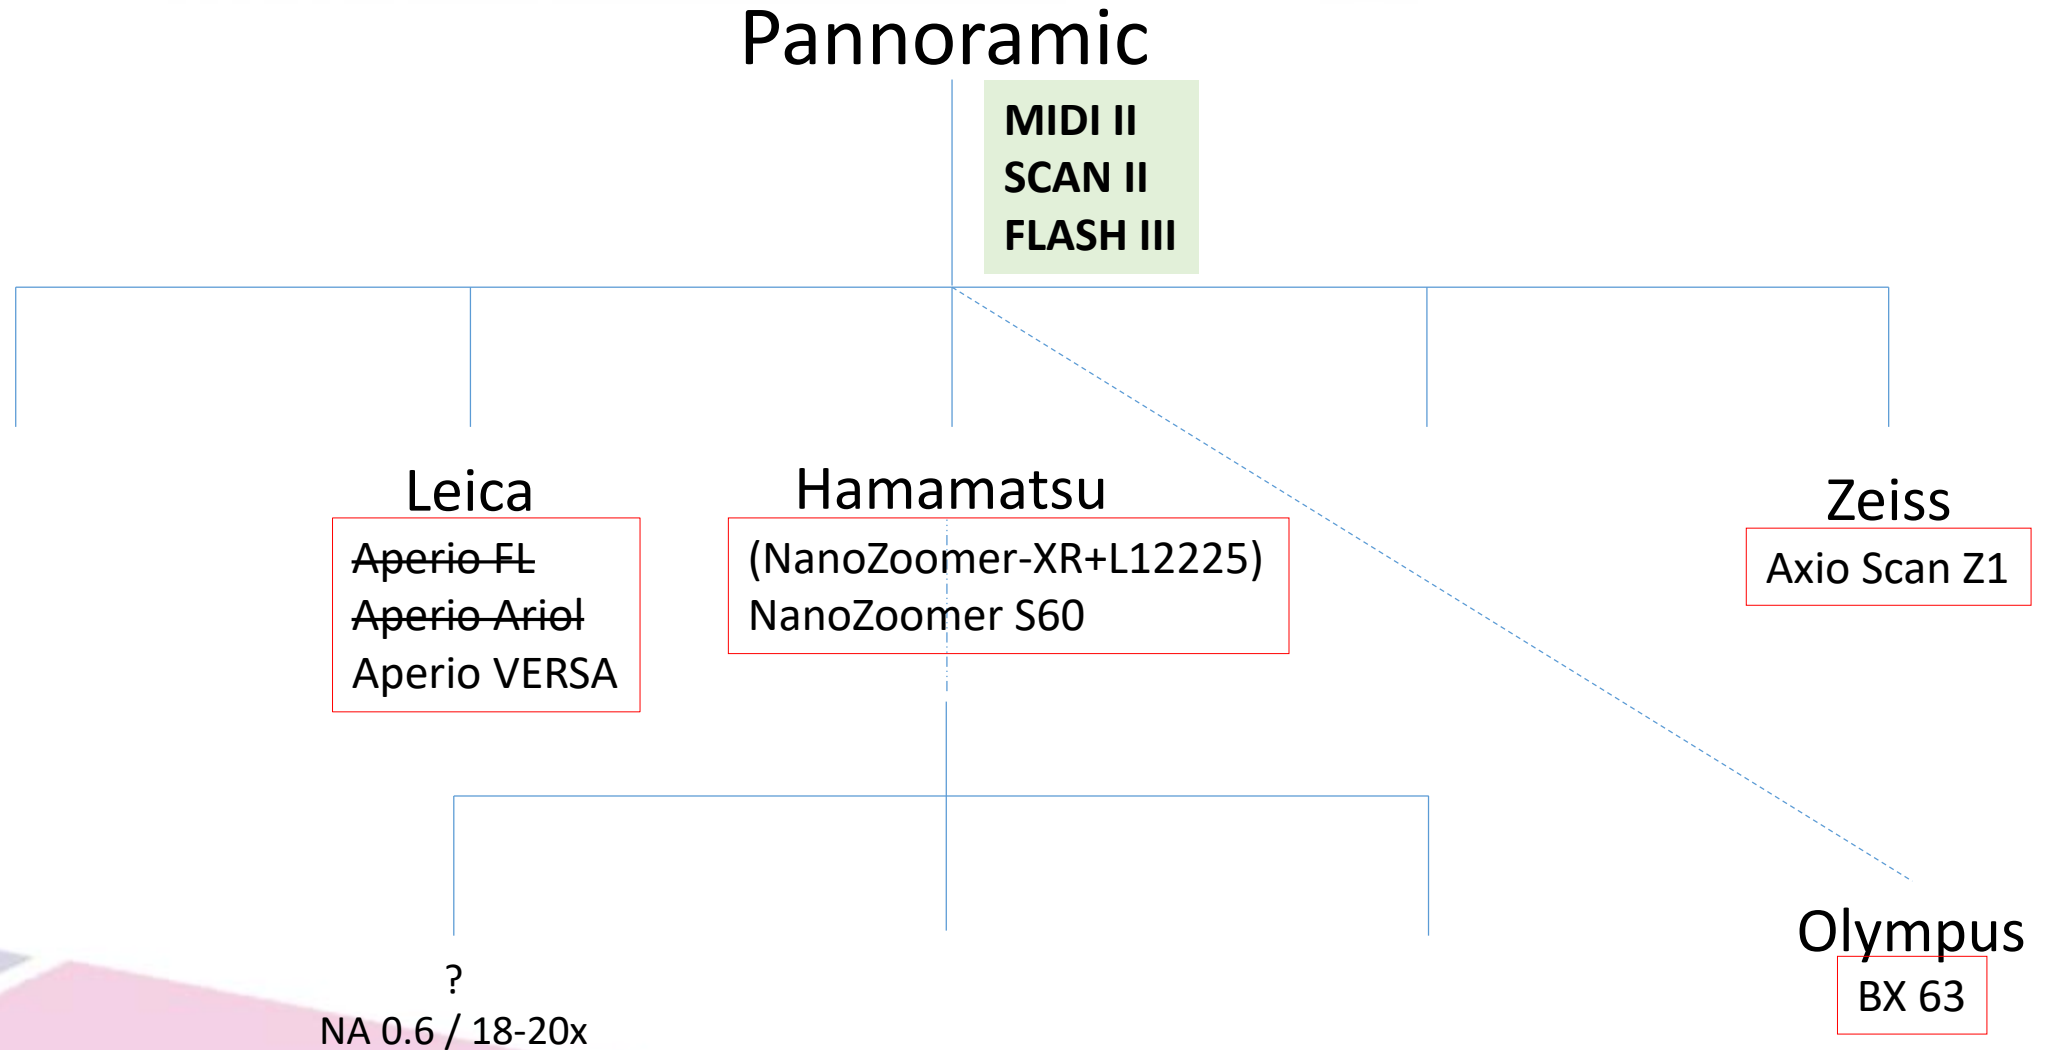 Pannoramic
MIDI II
SCAN II
FLASH III
Leica
Aperio FL
Aperio Ariol
Aperio VERSA
Hamamatsu
(NanoZoomer-XR+L12225)
NanoZoomer S60
Zeiss
Axio Scan Z1
Olympus
BX 63
?
NA 0.6 / 18-20x